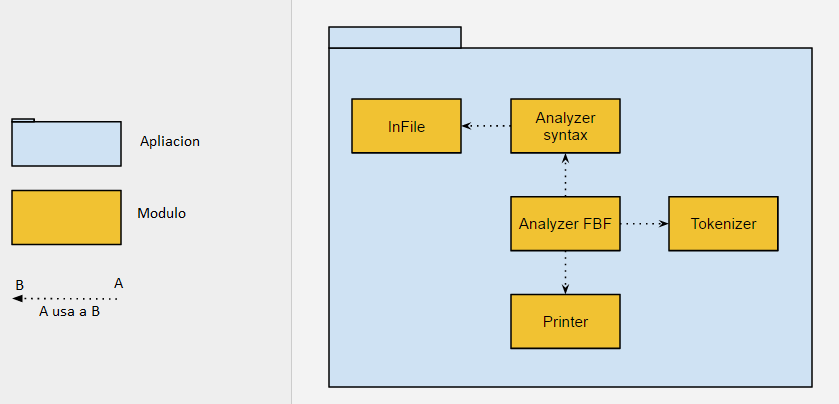 Apliacion
Modulo
B
A
A usa a B
InFile
Analyzer
syntax
Analyzer FBF
Tokenizer
Printer